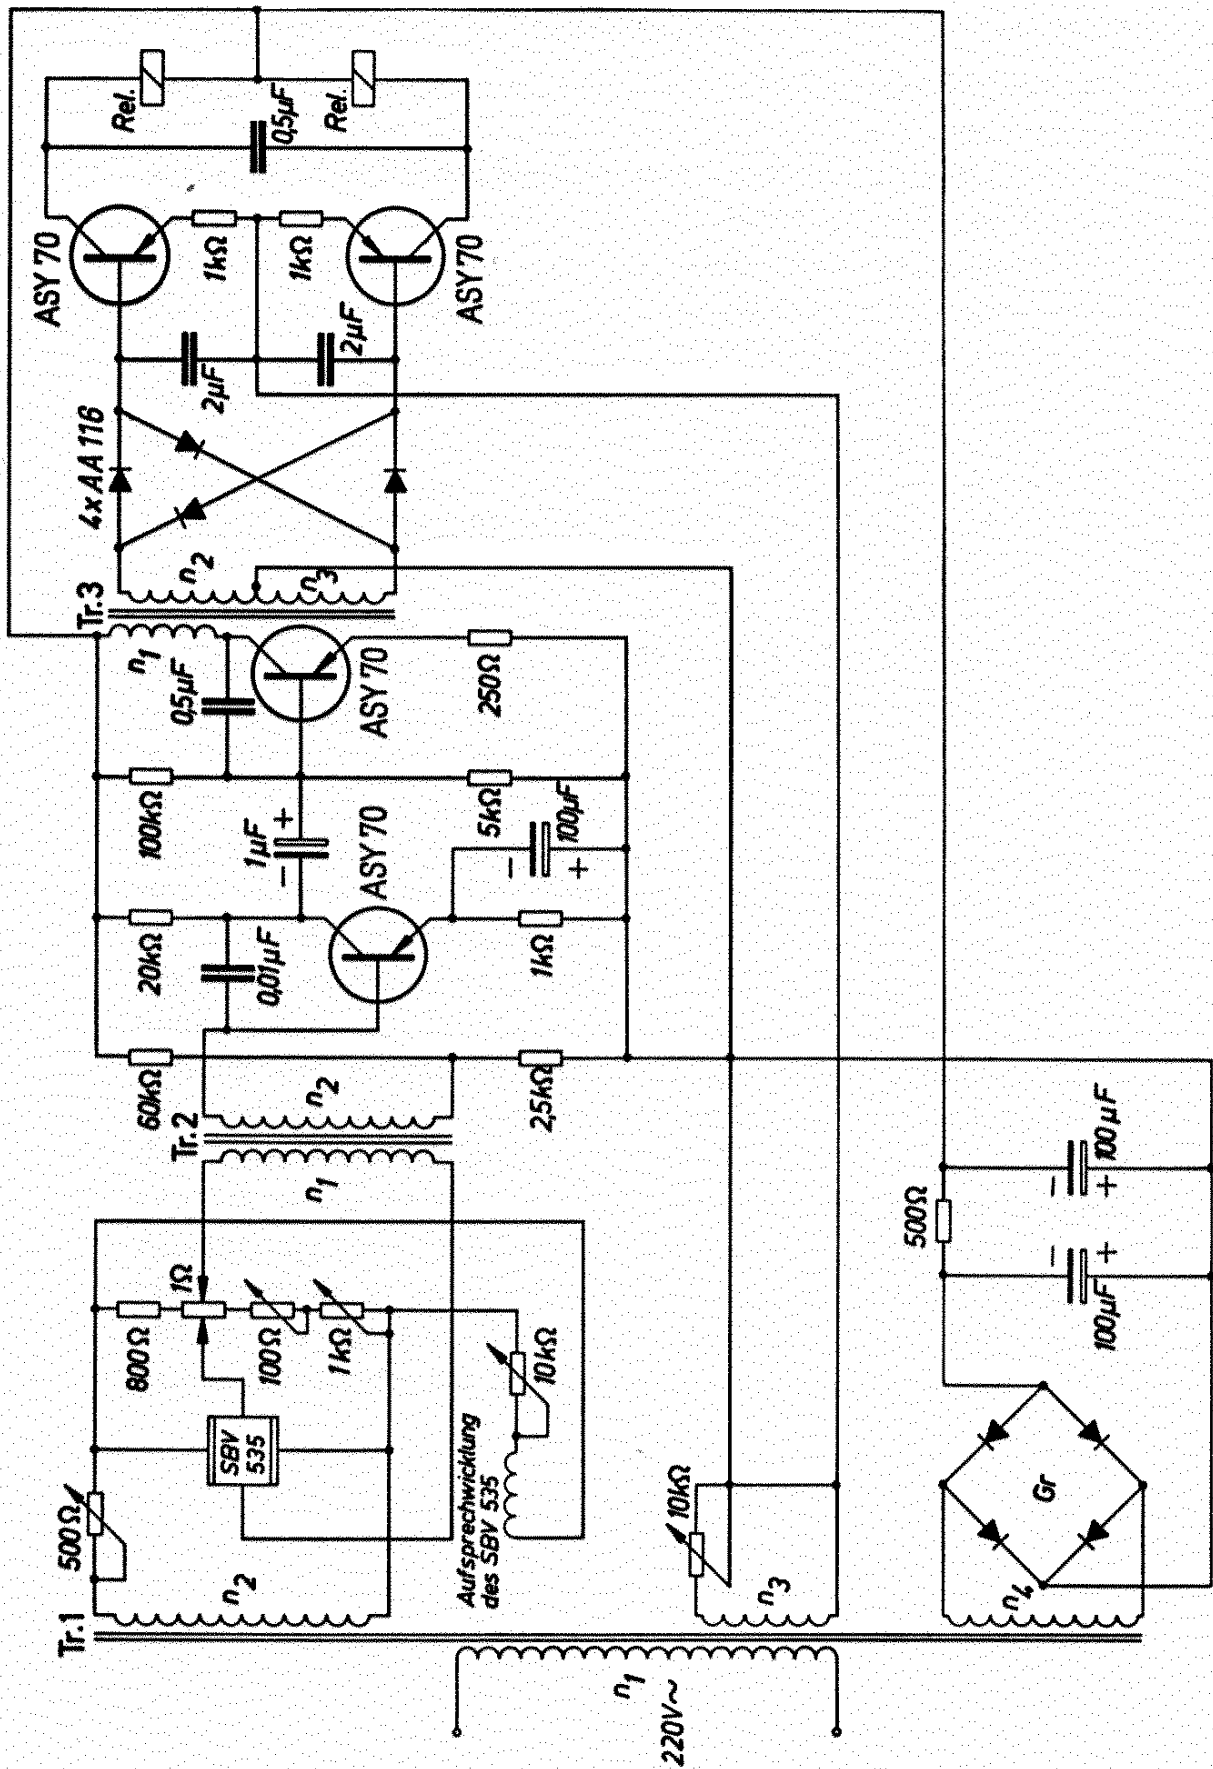 Tr.1
n1
220V~
n2
500Ω
SBV
535
800Ω
1Ω
100Ω
1kΩ
10kΩ
Aufsprechwicklung
des SBV 535
n3
10kΩ
n4
Gr
500Ω
100µF
- +
100µF
- +
Tr.2
n1
n2
60kΩ
2,5kΩ
20kΩ
0,01µF
ASY 70
1kΩ
100µF
- +
1µF
- +
100kΩ
5kΩ
0,5µF
ASY 70
250Ω
Tr.3
n1
n2
n3
4xAA 116
2µF
2µF
ASY 70
1kΩ
1kΩ
ASY 70
Rel.
0,5µF
Rel.